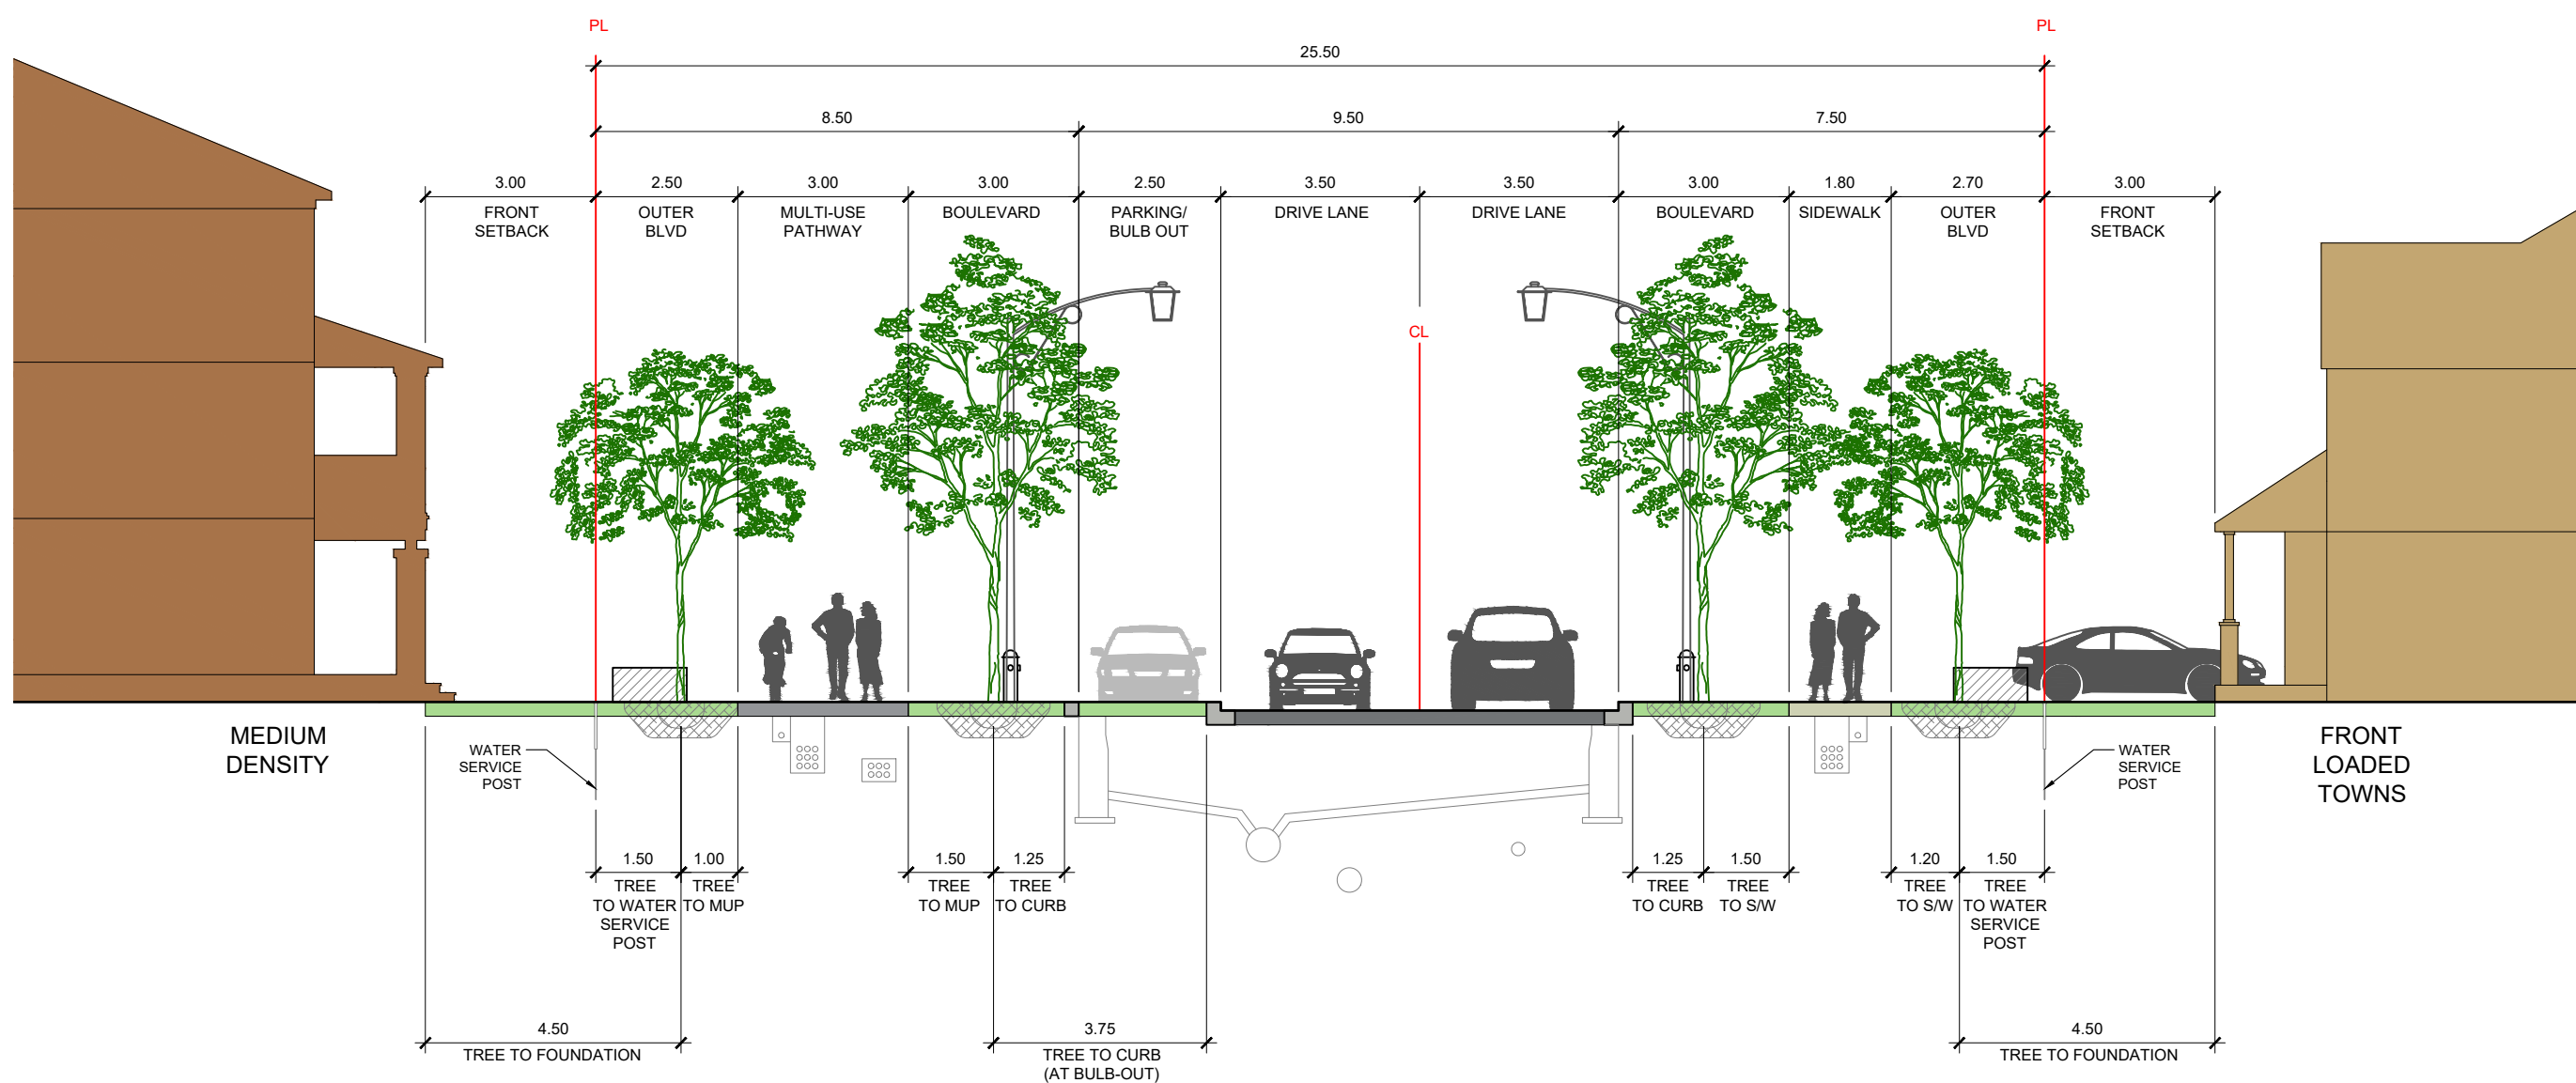 PL
PL
25.50
8.50
9.50
7.50
3.00
2.50
3.00
3.00
2.50
3.50
3.50
3.00
1.80
2.70
3.00
FRONT
SETBACK
OUTER
BLVD
MULTI-USE
PATHWAY
BOULEVARD
PARKING/
BULB OUT
DRIVE LANE
DRIVE LANE
BOULEVARD
SIDEWALK
OUTER
BLVD
FRONT
SETBACK
CL
MEDIUM
DENSITY
WATER
SERVICE
POST
WATER
SERVICE
POST
FRONT
LOADED
TOWNS
1.50
TREE
TO WATER
SERVICE
POST
1.00
TREE
TO MUP
1.50
TREE
TO MUP
1.25
TREE
TO CURB
1.25
TREE
TO CURB
1.50
TREE
TO S/W
1.20
TREE
TO S/W
1.50
TREE
TO WATER
SERVICE
POST
4.50
TREE TO FOUNDATION
3.75
TREE TO CURB
(AT BULB-OUT)
4.50
TREE TO FOUNDATION